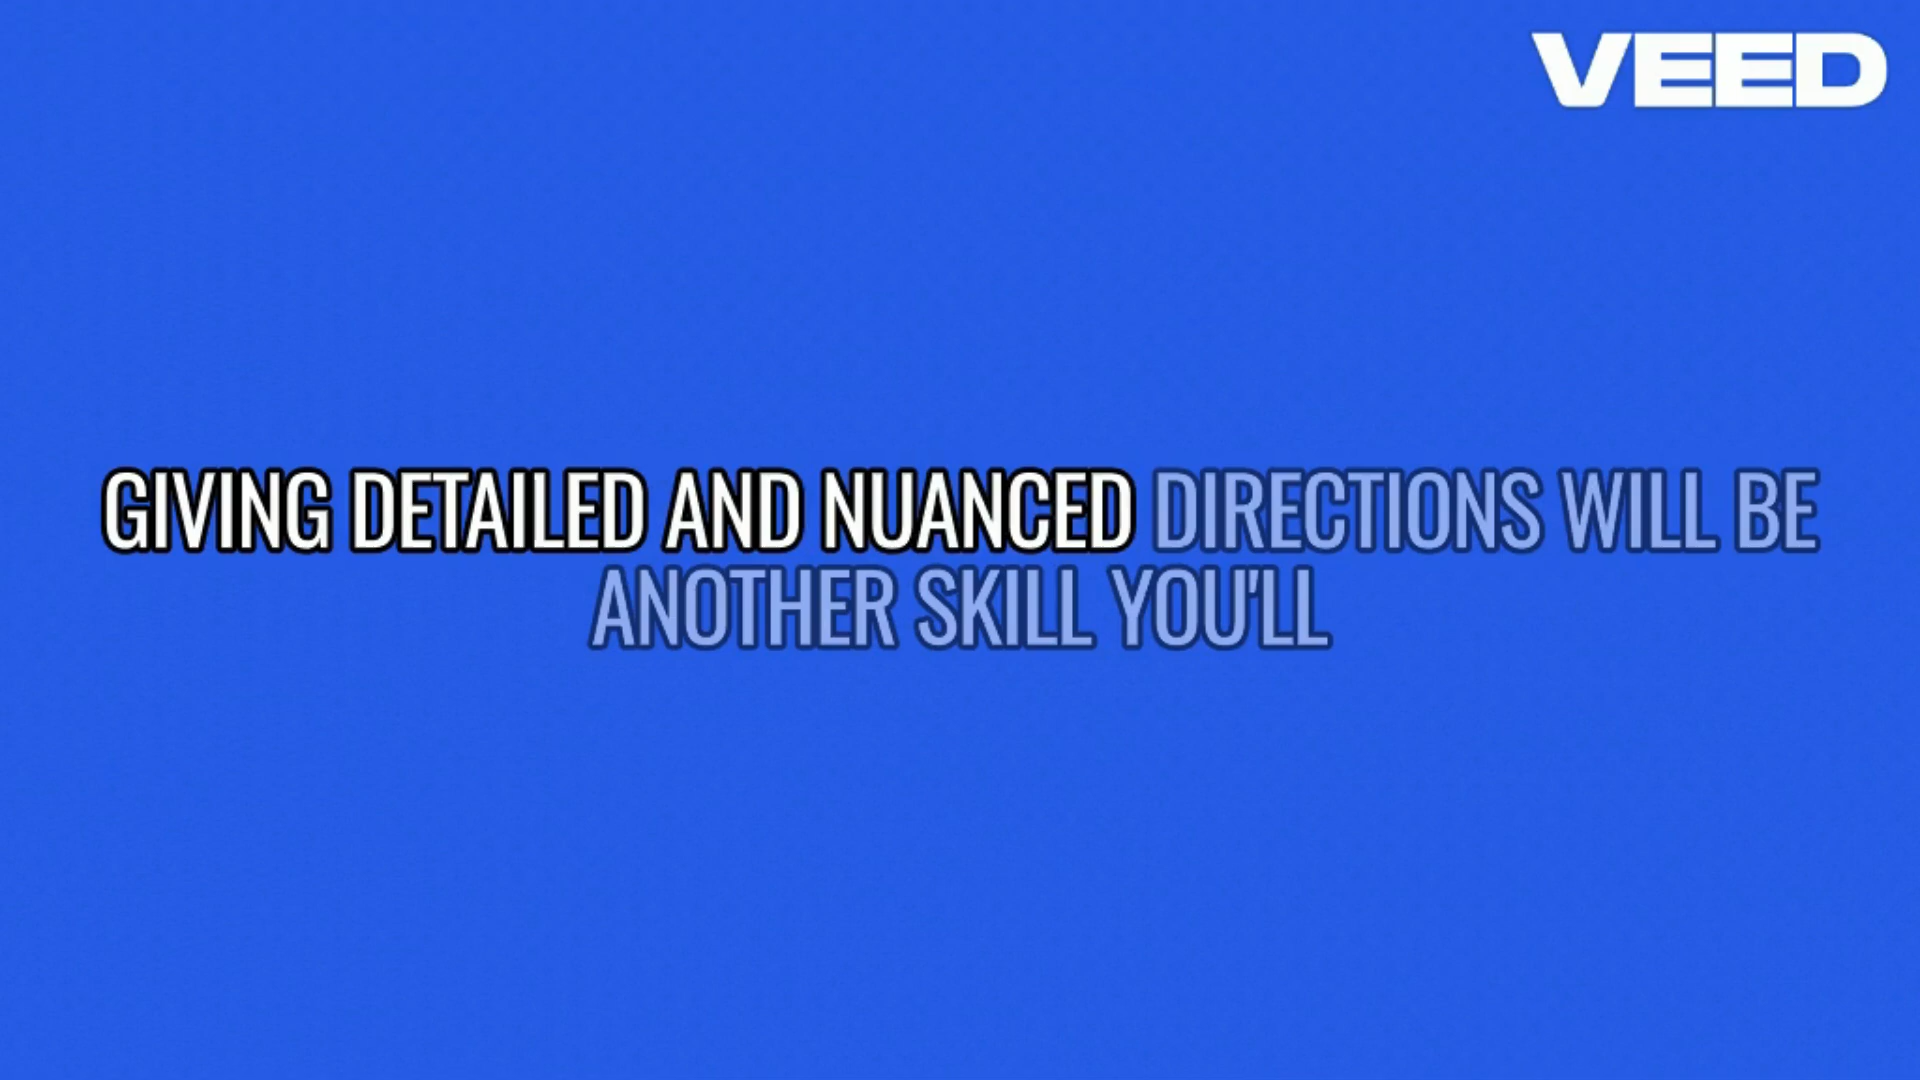 VEED
GIVING DETAILED AND NUANCED DIRECTIONS WILL BE
ANOTHER SKILL YOU'LL